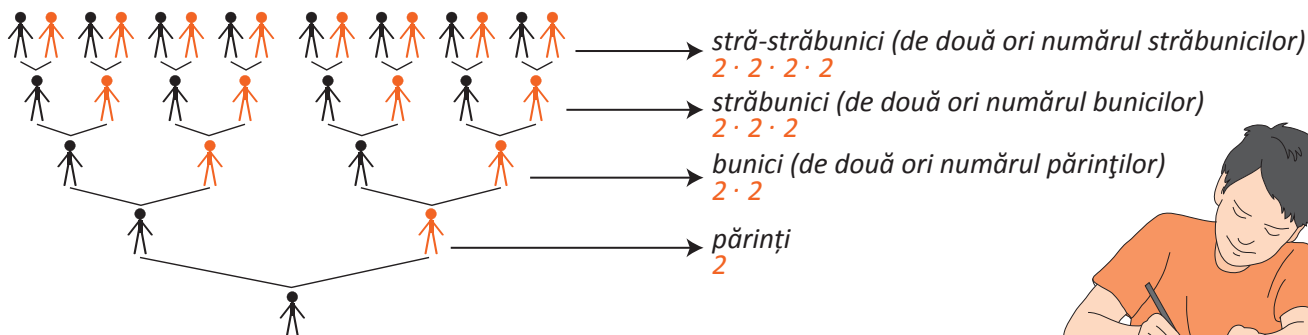 stră-străbunici (de două ori numărul străbunicilor)
2 · 2 · 2 · 2
străbunici (de două ori numărul bunicilor)
2 · 2 · 2
bunici (de două ori numărul părinţilor)
2 · 2
părinți
2